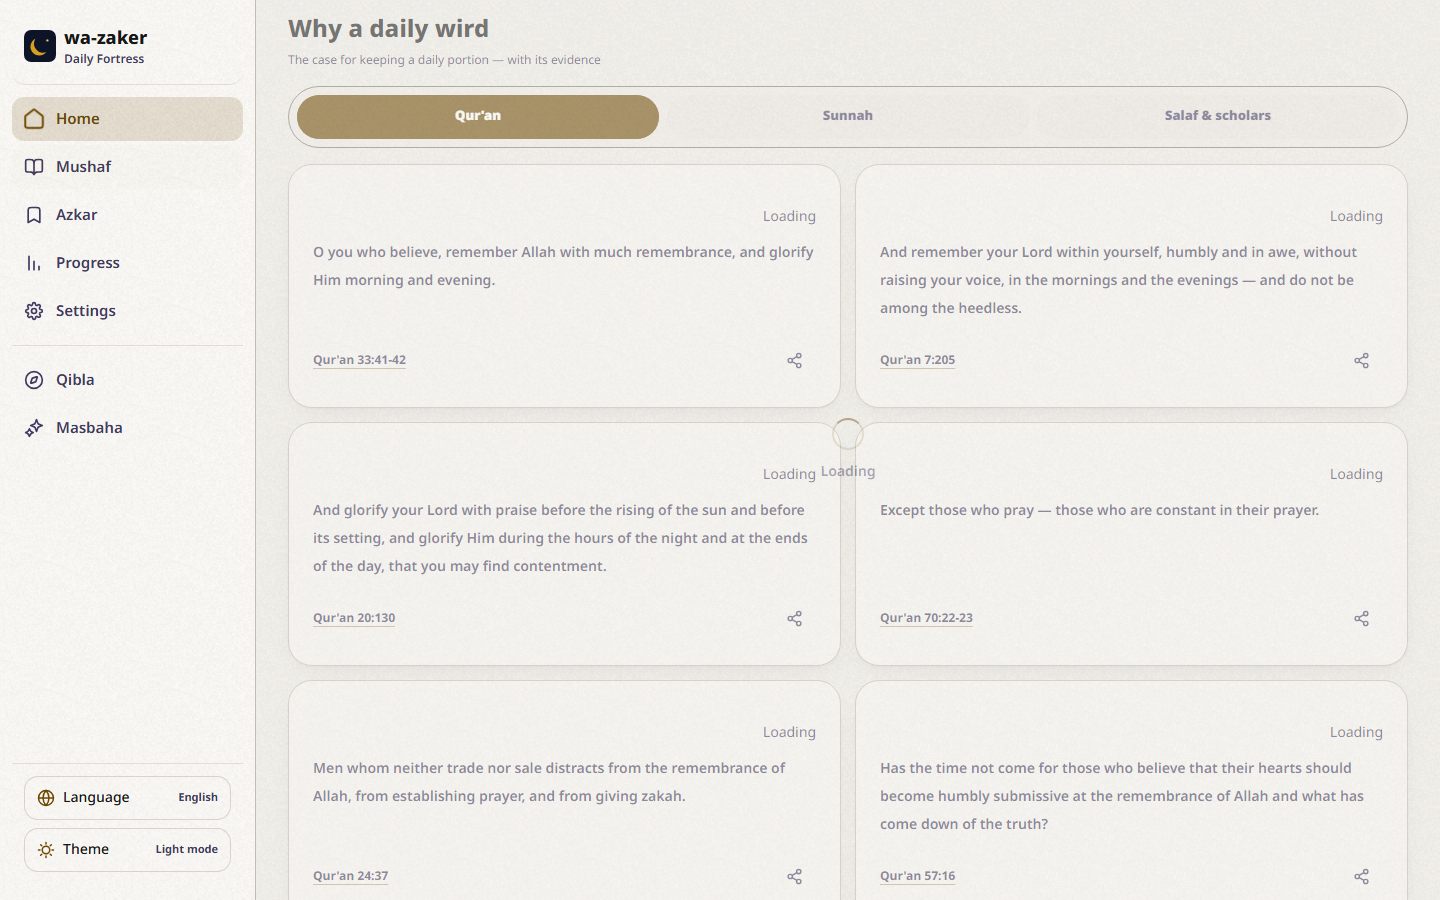 wa-zaker
Daily Fortress
Home
Mushaf
Azkar
Progress
Settings
Qibla
Masbaha
Language
English
Theme
Light mode
Why a daily wird
The case for keeping a daily portion — with its evidence
Qur'an
Sunnah
Salaf & scholars
Loading
O you who believe, remember Allah with much remembrance, and glorify
Him morning and evening.
Qur'an 33:41-42
Loading
And remember your Lord within yourself, humbly and in awe, without
raising your voice, in the mornings and the evenings — and do not be
among the heedless.
Qur'an 7:205
Loading
Loading
And glorify your Lord with praise before the rising of the sun and before
its setting, and glorify Him during the hours of the night and at the ends
of the day, that you may find contentment.
Qur'an 20:130
Loading
Except those who pray — those who are constant in their prayer.
Qur'an 70:22-23
Loading
Men whom neither trade nor sale distracts from the remembrance of
Allah, from establishing prayer, and from giving zakah.
Qur'an 24:37
Loading
Has the time not come for those who believe that their hearts should
become humbly submissive at the remembrance of Allah and what has
come down of the truth?
Qur'an 57:16